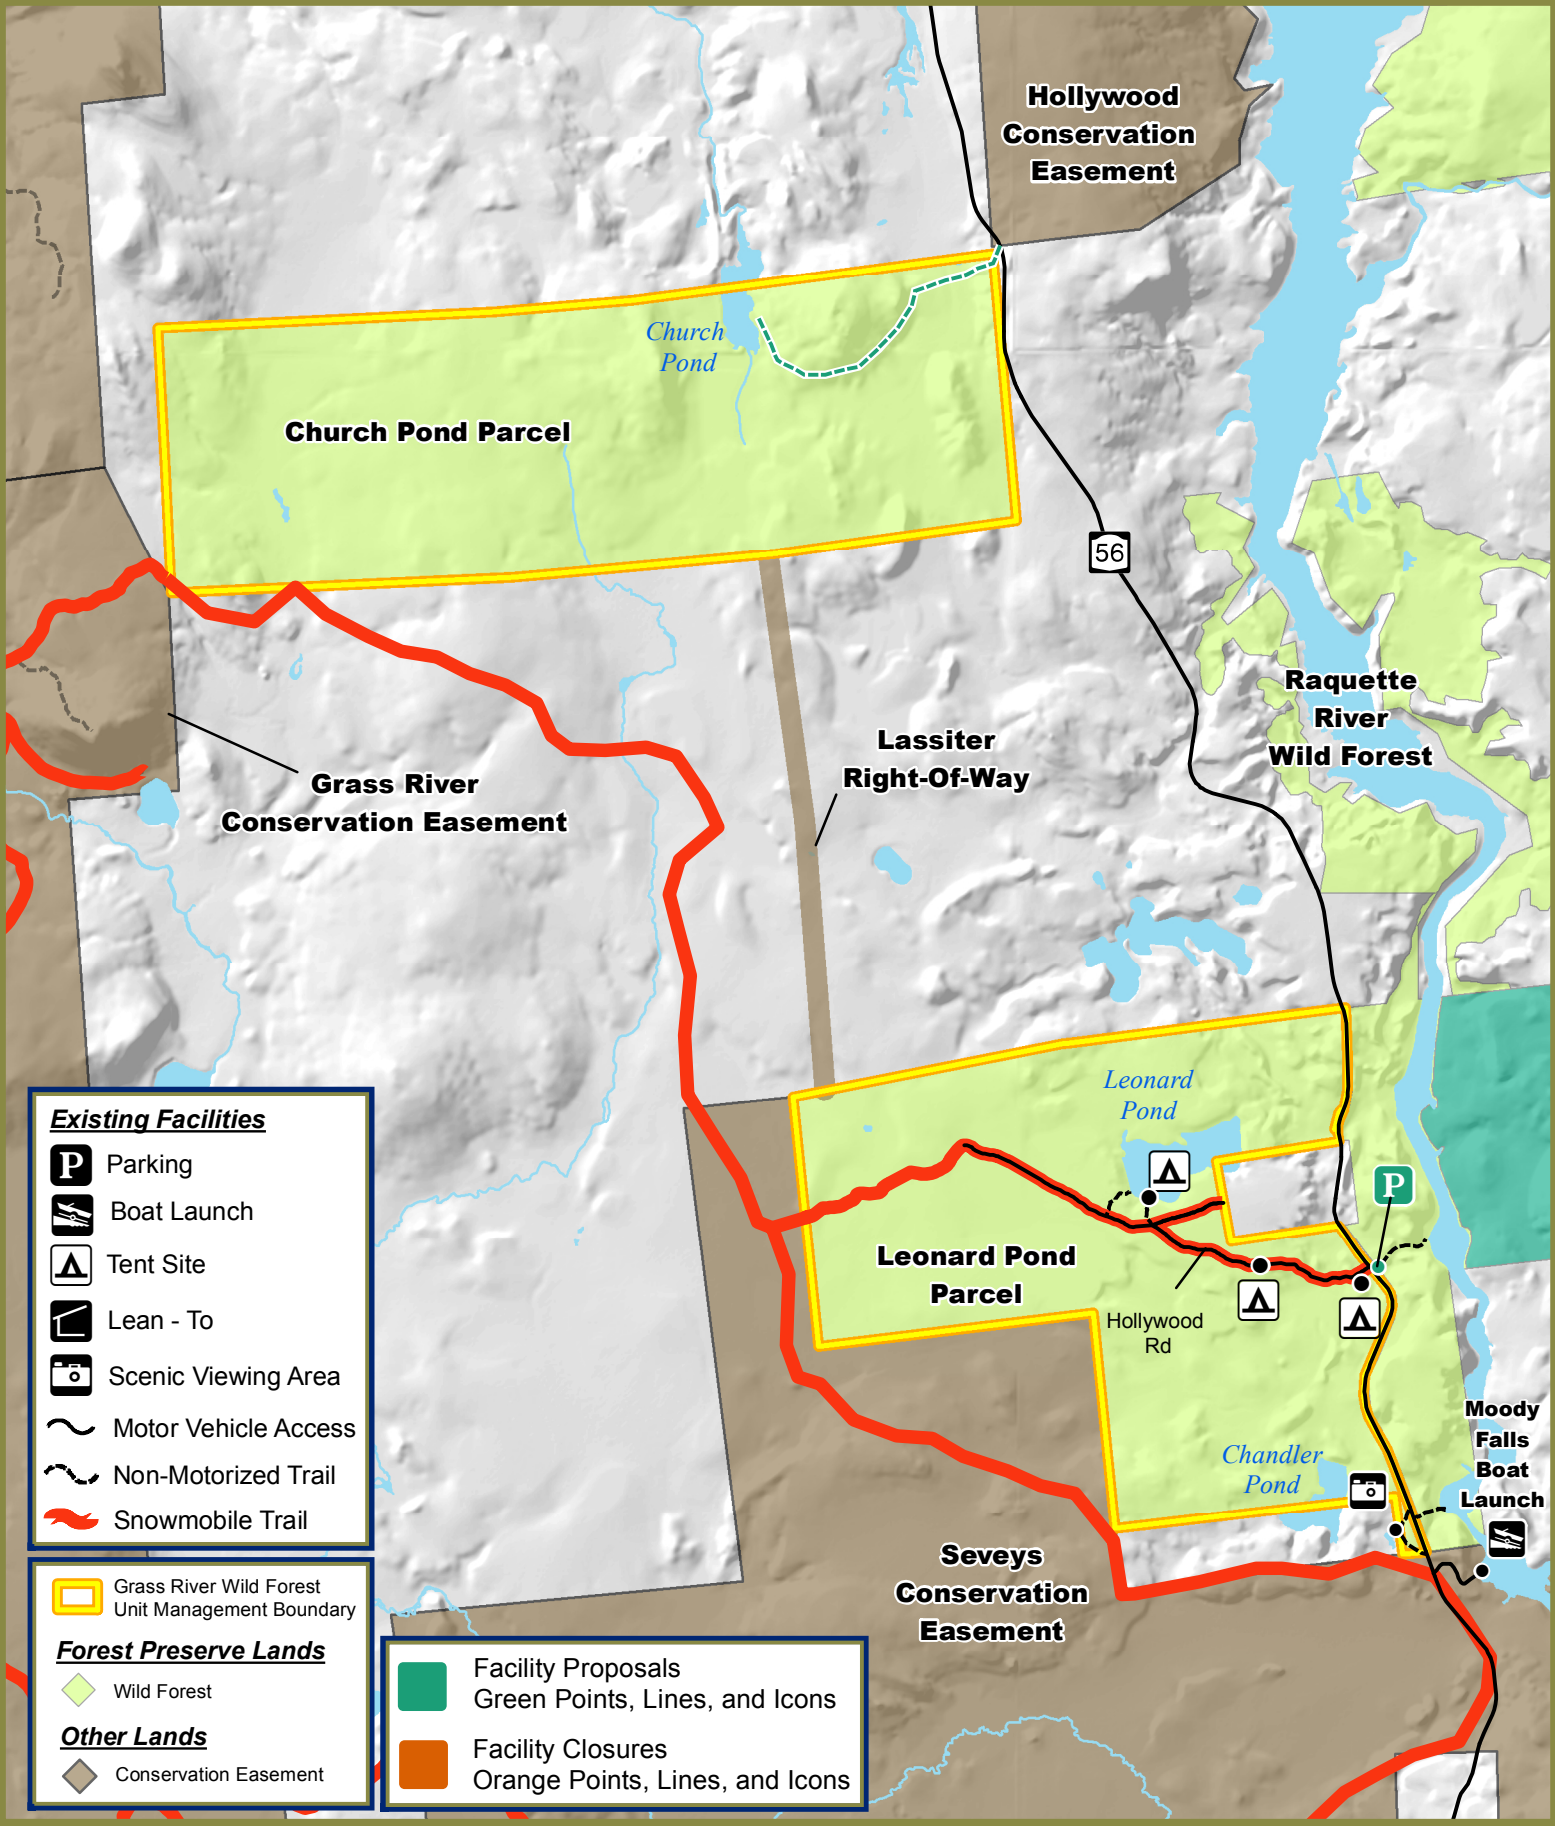 Hollywood
Conservation
Easement
Church
Pond
Church Pond Parcel
56
Raquette
River
Wild Forest
Lassiter
Right-Of-Way
Grass River
Conservation Easement
Leonard
Pond
P
Leonard Pond
Parcel
Hollywood
Rd
Moody
Falls
Boat
Launch
Chandler
Pond
Seveys
Conservation
Easement
Existing Facilities
P Parking
Boat Launch
Tent Site
Lean - To
Scenic Viewing Area
Motor Vehicle Access
Non-Motorized Trail
Snowmobile Trail
Grass River Wild Forest
Unit Management Boundary
Forest Preserve Lands
Wild Forest
Other Lands
Conservation Easement
Facility Proposals
Green Points, Lines, and Icons
Facility Closures
Orange Points, Lines, and Icons